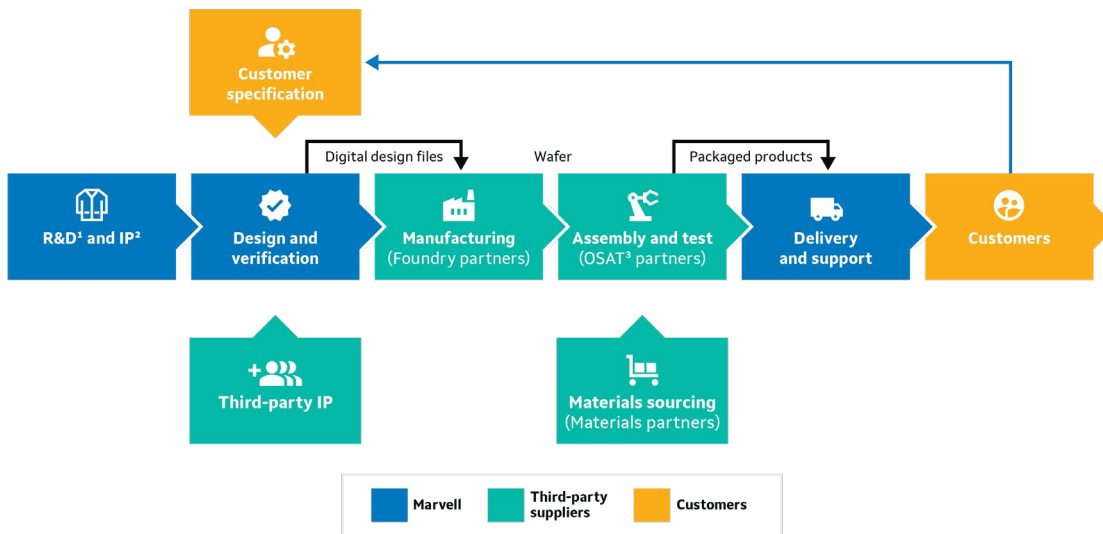 Customer
specification
Digital design files
Wafer
Packaged products
R&D¹ and IP²
Design and
verification
Manufacturing
(Foundry partners)
Assembly and test
(OSAT³ partners)
Delivery
and support
Customers
Third-party IP
Materials sourcing
(Materials partners)
Marvell
Third-party
suppliers
Customers